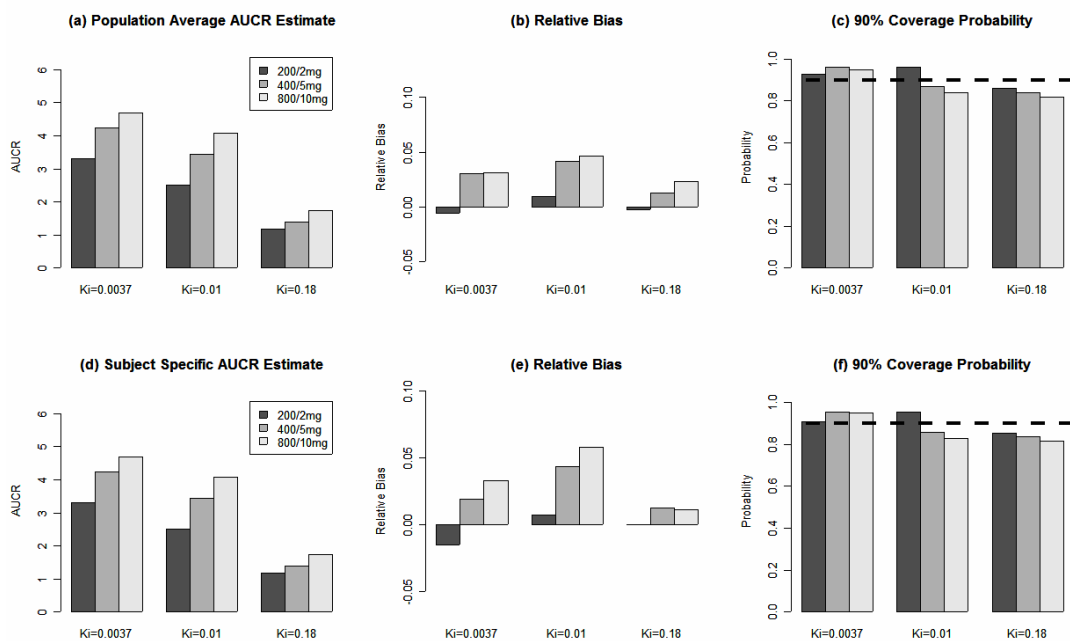 (a) Population Average AUCR Estimate
AUCR
0 1 2 3 4 5 6
200/2mg
400/5mg
800/10mg
Ki=0.0037 Ki=0.01 Ki=0.18
(b) Relative Bias
Relative Bias
-0.05 0.00 0.05 0.10
Ki=0.0037 Ki=0.01 Ki=0.18
(c) 90% Coverage Probability
Probability
0.0 0.2 0.4 0.6 0.8 1.0
Ki=0.0037 Ki=0.01 Ki=0.18
(d) Subject Specific AUCR Estimate
AUCR
0 1 2 3 4 5 6
200/2mg
400/5mg
800/10mg
Ki=0.0037 Ki=0.01 Ki=0.18
(e) Relative Bias
Relative Bias
-0.05 0.00 0.05 0.10
Ki=0.0037 Ki=0.01 Ki=0.18
(f) 90% Coverage Probability
Probability
0.0 0.2 0.4 0.6 0.8 1.0
Ki=0.0037 Ki=0.01 Ki=0.18